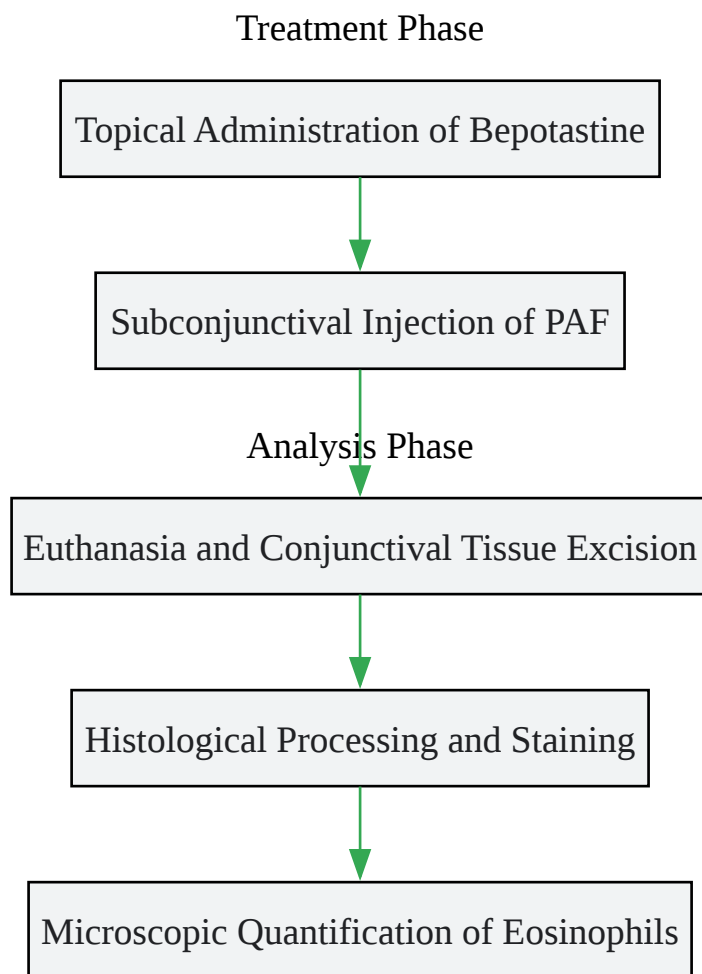 Treatment Phase
Topical Administration of Bepotastine
Subconjunctival Injection of PAF
Analysis Phase
Euthanasia and Conjunctival Tissue Excision
Histological Processing and Staining
Microscopic Quantification of Eosinophils